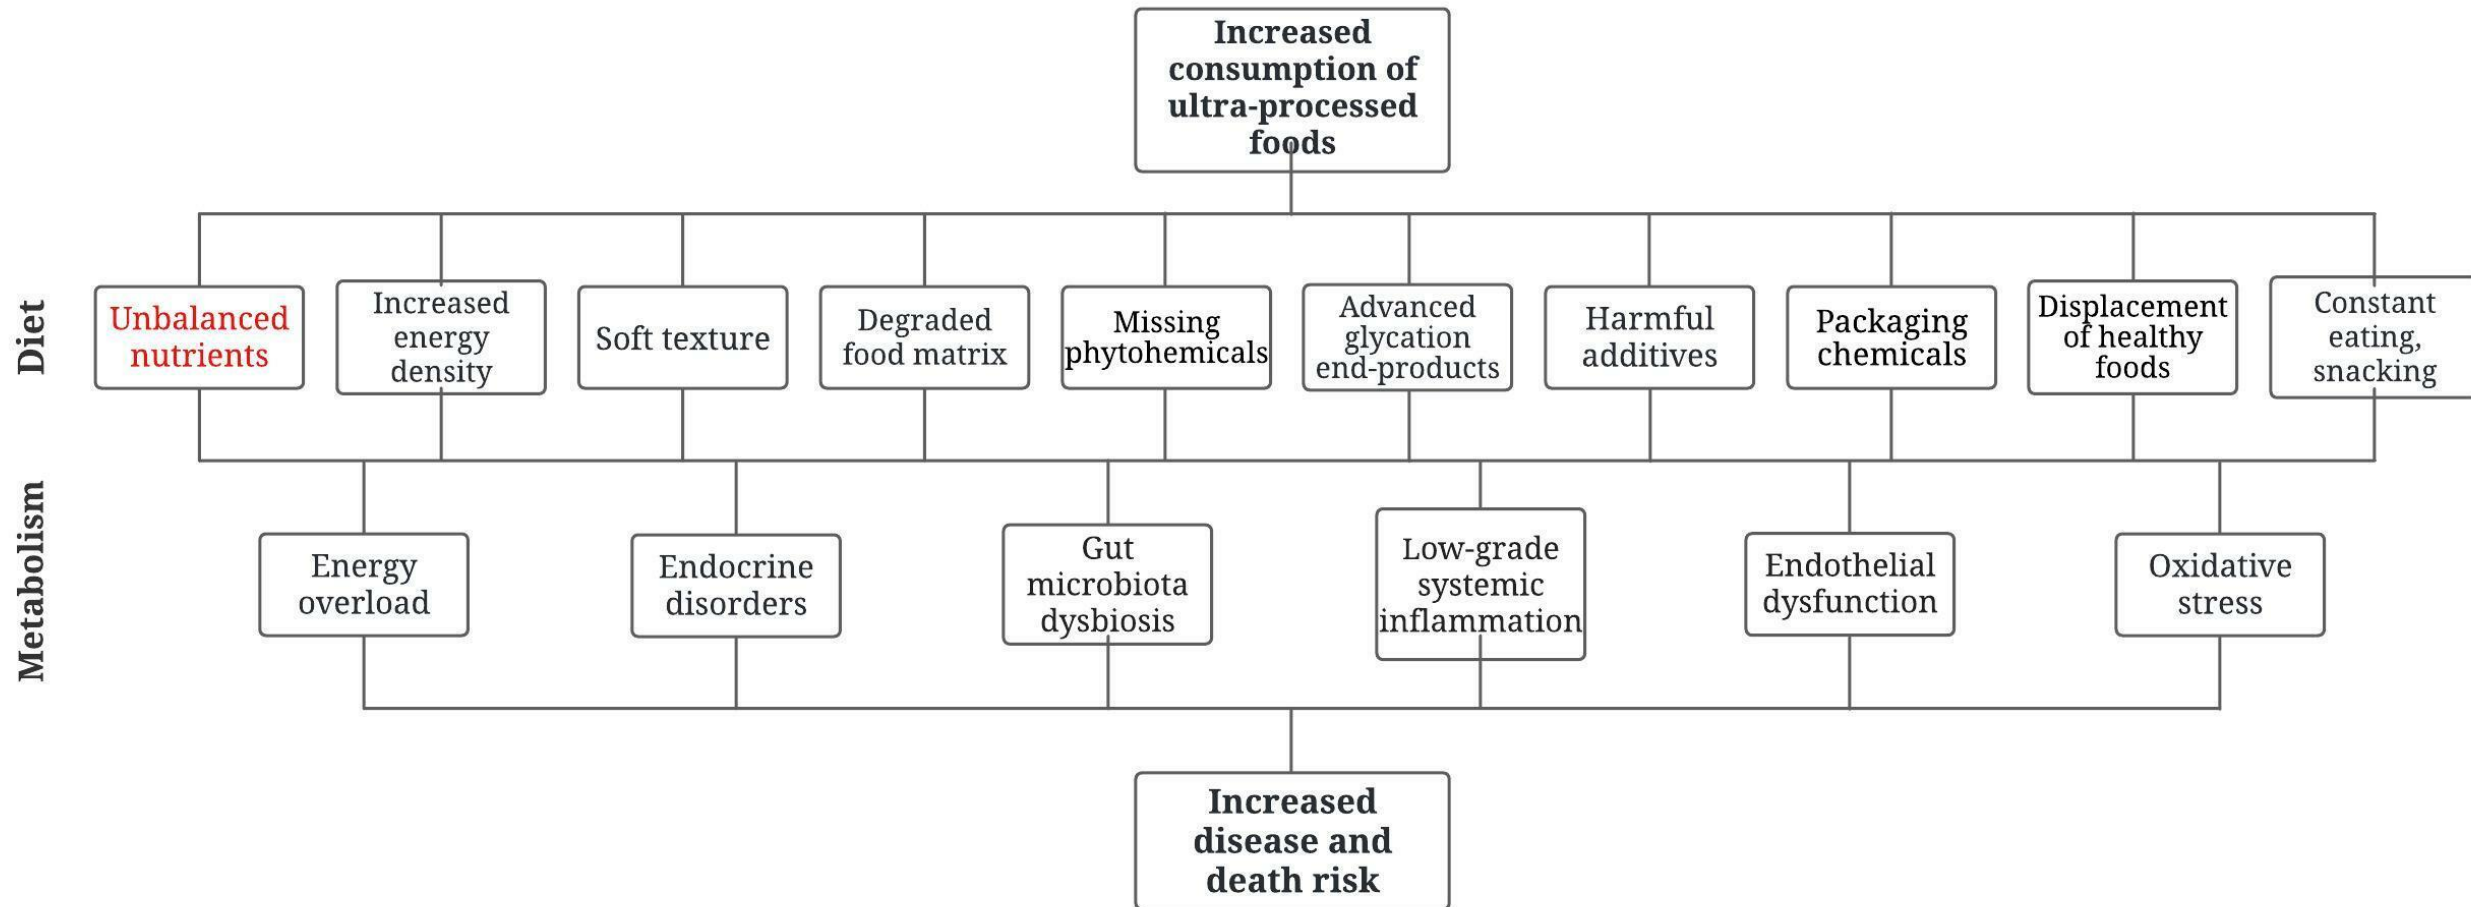 Increased
consumption of
ultra-processed
foods
Diet
Unbalanced
nutrients
Increased
energy
density
Soft texture
Degraded
food matrix
Missing
phytohemicals
Advanced
glycation
end-products
Harmful
additives
Packaging
chemicals
Displacement
of healthy
foods
Constant
eating,
snacking
Metabolism
Energy
overload
Endocrine
disorders
Gut
microbiota
dysbiosis
Low-grade
systemic
inflammation
Endothelial
dysfunction
Oxidative
stress
Increased
disease and
death risk